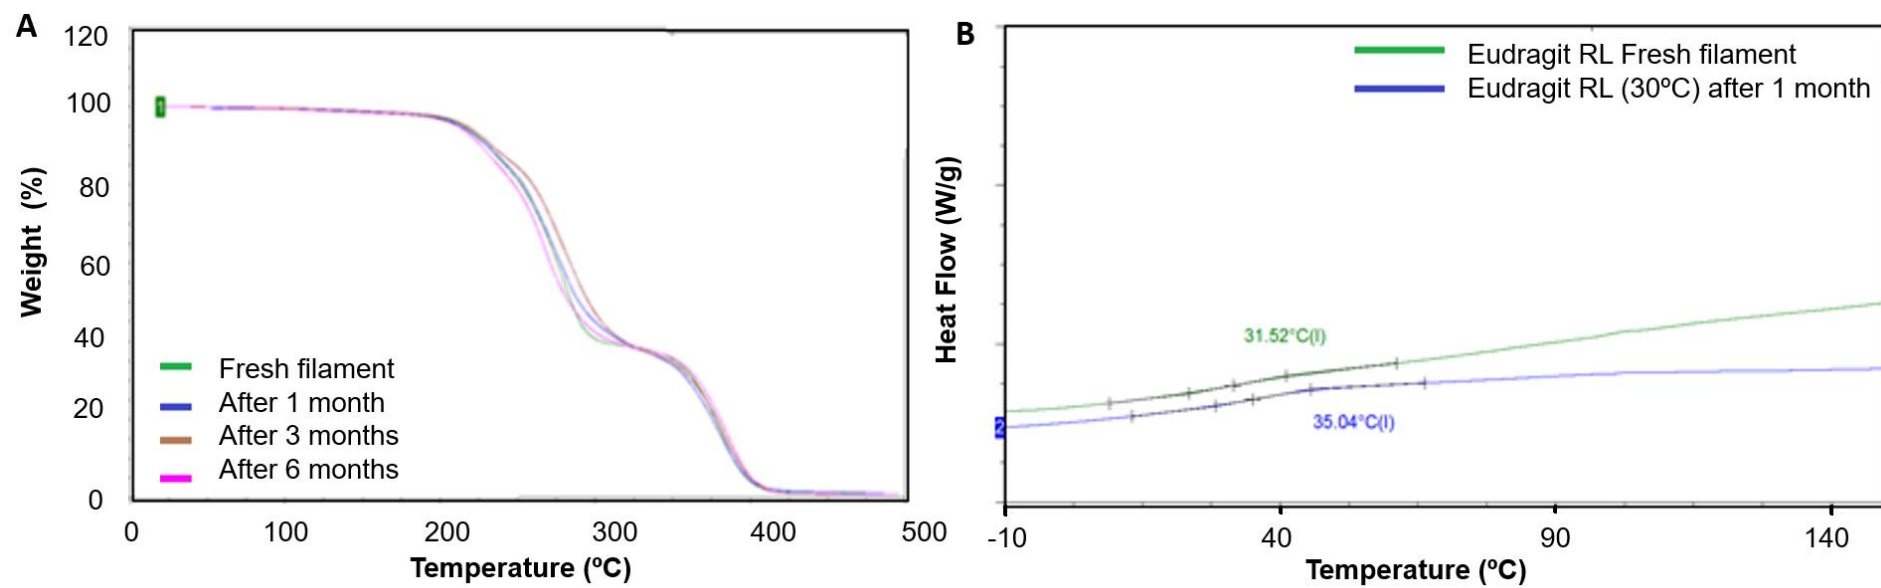 A
120
100
80
60
40
20
0
Weight (%)
1
Fresh filament
After 1 month
After 3 months
After 6 months
0 100 200 300 400 500
Temperature (ºC)
B
Heat Flow (W/g)
Eudragit RL Fresh filament
Eudragit RL (30ºC) after 1 month
31.52°C(I)
35.04°C(I)
2
-10 40 90 140
Temperature (ºC)